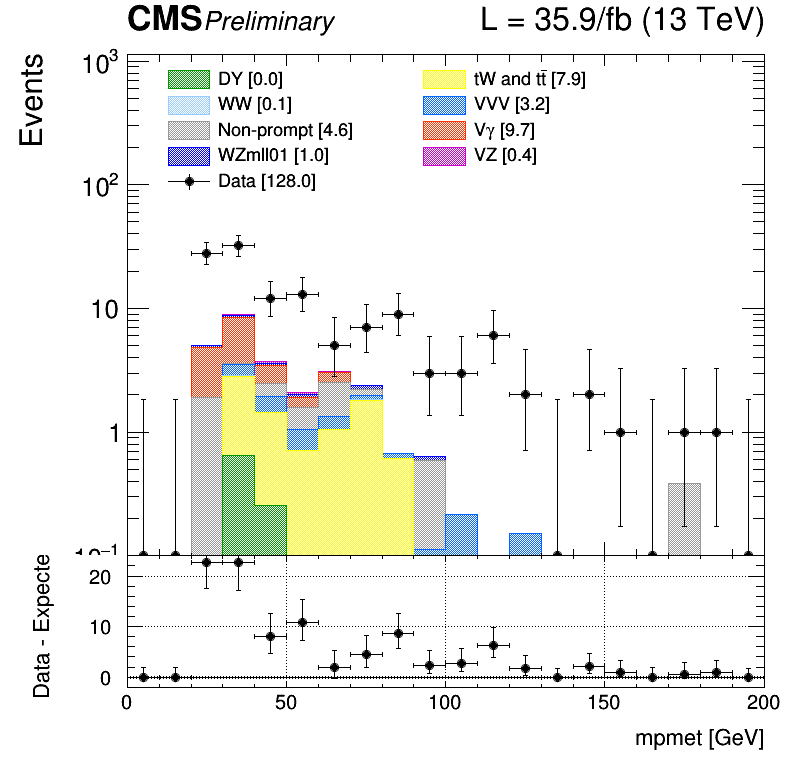 CMS Preliminary L = 35.9/fb (13 TeV)
Events
10³
10²
10
1
DY [0.0]
WW [0.1]
Non-prompt [4.6]
WZmll01 [1.0]
Data [128.0]
tW and tt̄ [7.9]
VVV [3.2]
Vγ [9.7]
VZ [0.4]
Data - Expecte
20
10
0
0 50 100 150 200
mpmet [GeV]